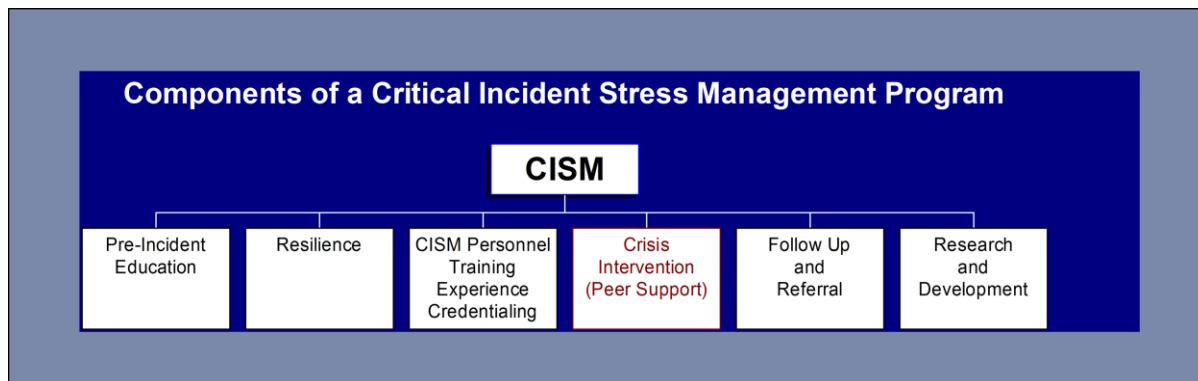 Components of a Critical Incident Stress Management Program
CISM
Pre-Incident
Education
Resilience
CISM Personnel
Training
Experience
Credentialing
Crisis
Intervention
(Peer Support)
Follow Up
and
Referral
Research
and
Development